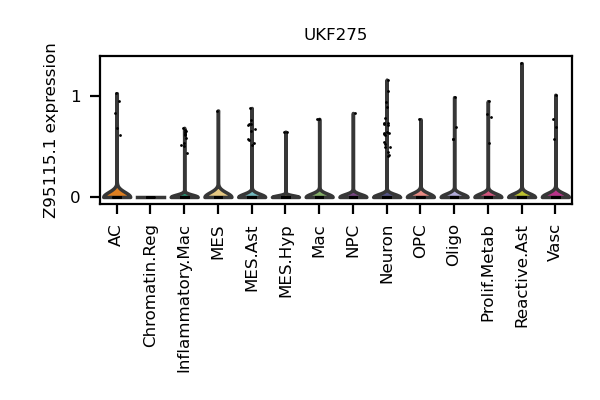 UKF275
Z95115.1 expression
1
0
AC
Chromatin.Reg
Inflammatory.Mac
MES
MES.Ast
MES.Hyp
Mac
NPC
Neuron
OPC
Oligo
Prolif.Metab
Reactive.Ast
Vasc